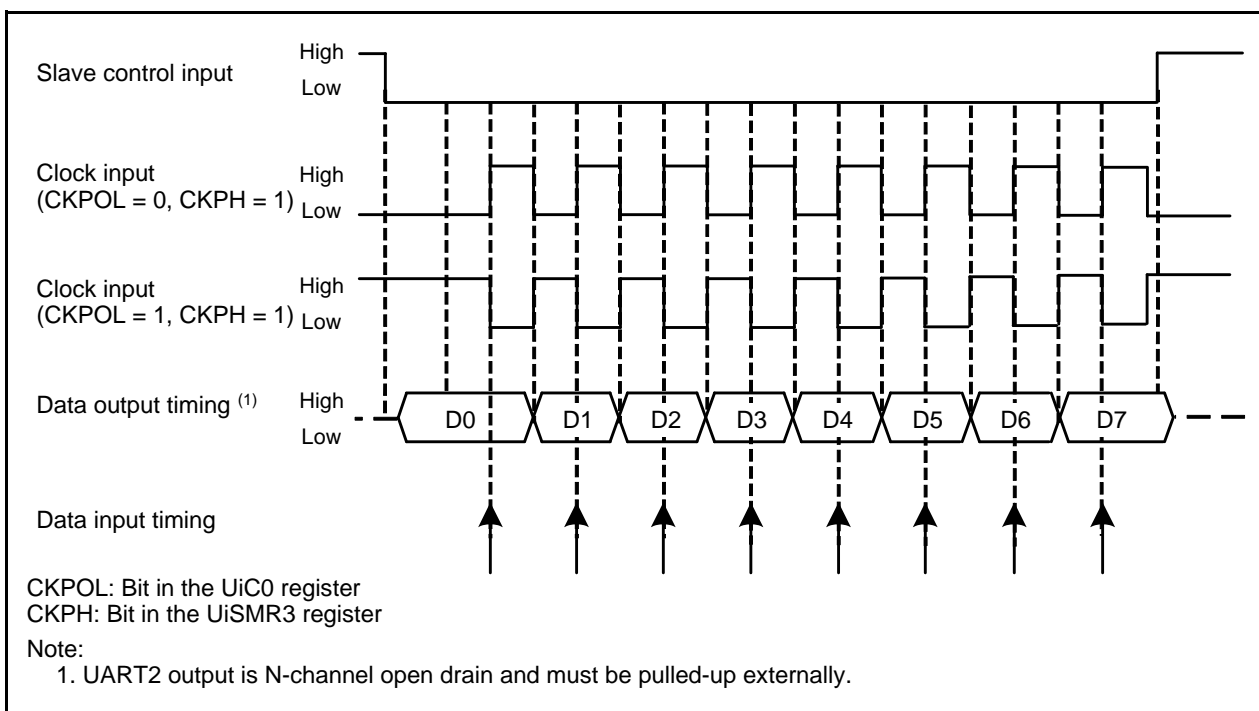 Slave control input
High
Low
Clock input
(CKPOL = 0, CKPH = 1)
High
Low
Clock input
(CKPOL = 1, CKPH = 1)
High
Low
Data output timing (1)
High
Low
D0 D1 D2 D3 D4 D5 D6 D7
Data input timing
CKPOL: Bit in the UiC0 register
CKPH: Bit in the UiSMR3 register
Note:
1. UART2 output is N-channel open drain and must be pulled-up externally.